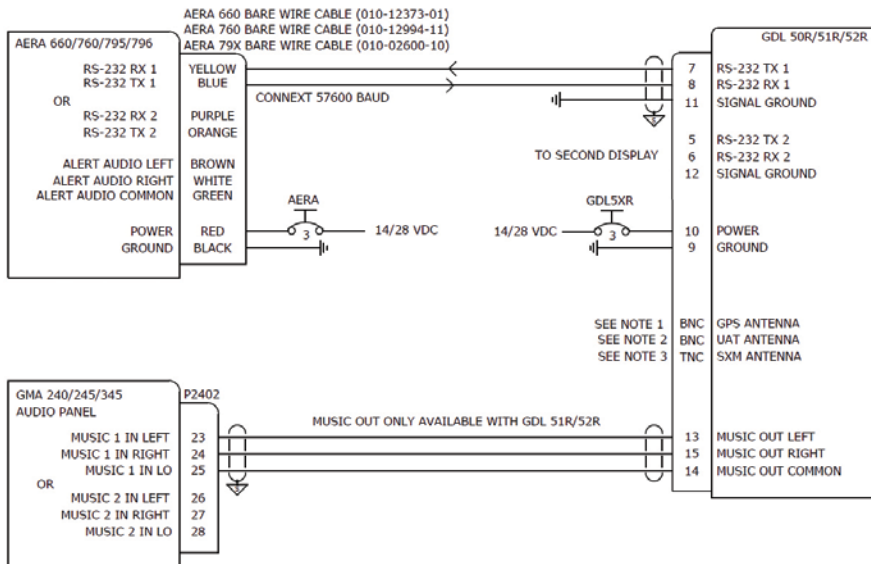 AERA 660 BARE WIRE CABLE (010-12373-01)
AERA 760 BARE WIRE CABLE (010-12994-11)
AERA 79X BARE WIRE CABLE (010-02600-10)
AERA 660/760/795/796
RS-232 RX 1 YELLOW
RS-232 TX 1 BLUE
OR
RS-232 RX 2 PURPLE
RS-232 TX 2 ORANGE
ALERT AUDIO LEFT BROWN
ALERT AUDIO RIGHT WHITE
ALERT AUDIO COMMON GREEN
POWER RED
GROUND BLACK
CONNEXT 57600 BAUD
AERA
3
14/28 VDC
GDL 50R/51R/52R
7 RS-232 TX 1
8 RS-232 RX 1
11 SIGNAL GROUND
S
TO SECOND DISPLAY
5 RS-232 TX 2
6 RS-232 RX 2
12 SIGNAL GROUND
GDL5XR
14/28 VDC
3
10 POWER
9 GROUND
SEE NOTE 1 BNC GPS ANTENNA
SEE NOTE 2 BNC UAT ANTENNA
SEE NOTE 3 TNC SXM ANTENNA
GMA 240/245/345 P2402
AUDIO PANEL
MUSIC 1 IN LEFT 23
MUSIC 1 IN RIGHT 24
MUSIC 1 IN LO 25
OR
MUSIC 2 IN LEFT 26
MUSIC 2 IN RIGHT 27
MUSIC 2 IN LO 28
S
MUSIC OUT ONLY AVAILABLE WITH GDL 51R/52R
13 MUSIC OUT LEFT
15 MUSIC OUT RIGHT
14 MUSIC OUT COMMON